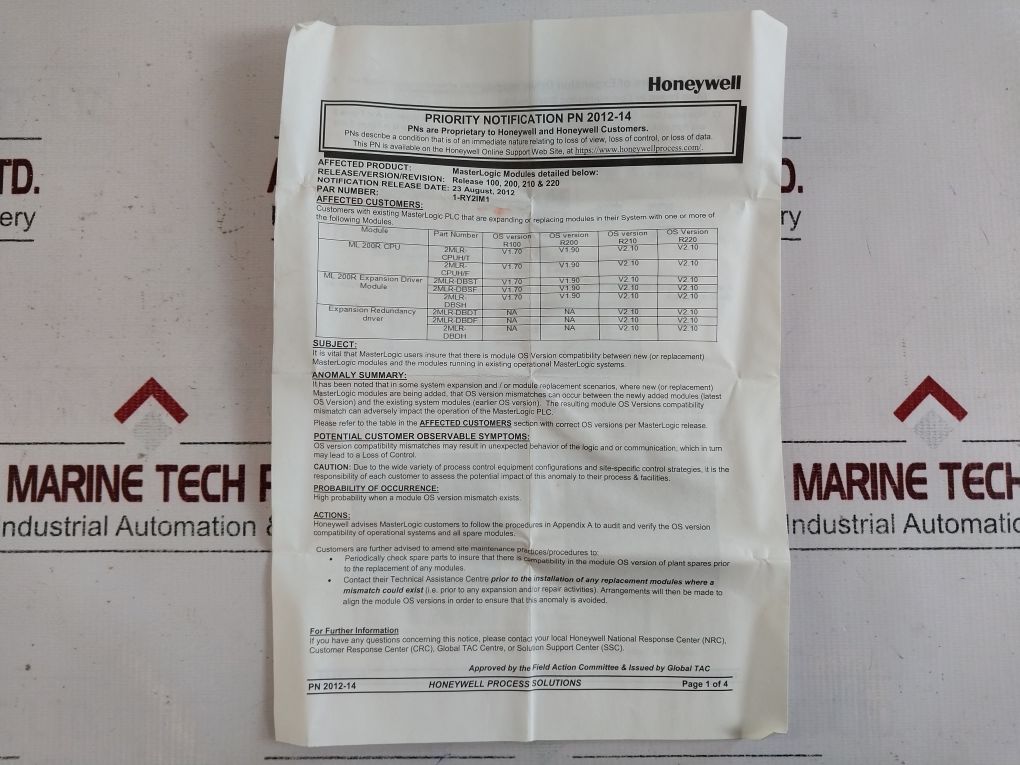 Honeywell
PRIORITY NOTIFICATION PN 2012-14
PNs are Proprietary to Honeywell and Honeywell Customers.
PNs describe a condition that is of an immediate nature relating to loss of view, loss of control, or loss of data.
This PN is available on the Honeywell Online Support Web Site, at https://www.honeywellprocess.com/.
AFFECTED PRODUCT: MasterLogic Modules detailed below:
RELEASE/VERSION/REVISION: Release 100, 200, 210 & 220
NOTIFICATION RELEASE DATE: 23 August, 2012
PAR NUMBER: 1-RY2IM1
AFFECTED CUSTOMERS:
Customers with existing MasterLogic PLC that are expanding or replacing modules in their System with one or more of
the following Modules.
Module Part Number OS version R100 OS version R200 OS version R210 OS version R220
ML 200R CPU 2MLR-CPUH/T V1.70 V1.90 V2.10 V2.10
2MLR-CPUH/F V1.70 V1.90 V2.10 V2.10
ML 200R Expansion Driver Module 2MLR-DBST V1.70 V1.90 V2.10 V2.10
2MLR-DBSF V1.70 V1.90 V2.10 V2.10
2MLR-DBSH V1.70 V1.90 V2.10 V2.10
Expansion Redundancy driver 2MLR-DBDT NA NA V2.10 V2.10
2MLR-DBDF NA NA V2.10 V2.10
2MLR-DBDH NA NA V2.10 V2.10
SUBJECT:
It is vital that MasterLogic users insure that there is module OS Version compatibility between new (or replacement)
MasterLogic modules and the modules running in existing operational MasterLogic systems.
ANOMALY SUMMARY:
It has been noted that in some system expansion and / or module replacement scenarios, where new (or replacement)
MasterLogic modules are being added, that OS version mismatches can occur between the newly added modules (latest
OS Version) and the existing system modules (earlier OS version). The resulting module OS Versions compatibility
mismatch can adversely impact the operation of the MasterLogic PLC.
Please refer to the table in the AFFECTED CUSTOMERS section with correct OS versions per MasterLogic release.
POTENTIAL CUSTOMER OBSERVABLE SYMPTOMS:
OS version compatibility mismatches may result in unexpected behavior of the logic and or communication, which in turn
may lead to a Loss of Control.
CAUTION: Due to the wide variety of process control equipment configurations and site-specific control strategies, it is the
responsibility of each customer to assess the potential impact of this anomaly to their process & facilities.
PROBABILITY OF OCCURRENCE:
High probability when a module OS version mismatch exists.
ACTIONS:
Honeywell advises MasterLogic customers to follow the procedures in Appendix A to audit and verify the OS version
compatibility of operational systems and all spare modules.
Customers are further advised to amend site maintenance practices/procedures to:
• Periodically check spare parts to insure that there is compatibility in the module OS version of plant spares prior
to the replacement of any modules.
• Contact their Technical Assistance Centre prior to the installation of any replacement modules where a
mismatch could exist (i.e. prior to any expansion and/or repair activities). Arrangements will then be made to
align the module OS versions in order to ensure that this anomaly is avoided.
For Further Information
If you have any questions concerning this notice, please contact your local Honeywell National Response Center (NRC),
Customer Response Center (CRC), Global TAC Centre, or Solution Support Center (SSC).
Approved by the Field Action Committee & Issued by Global TAC
PN 2012-14 HONEYWELL PROCESS SOLUTIONS Page 1 of 4
TD.
ery
D.
ry
MARINE TECH
Industrial Automation &
MARINE TECH
Industrial Automatio